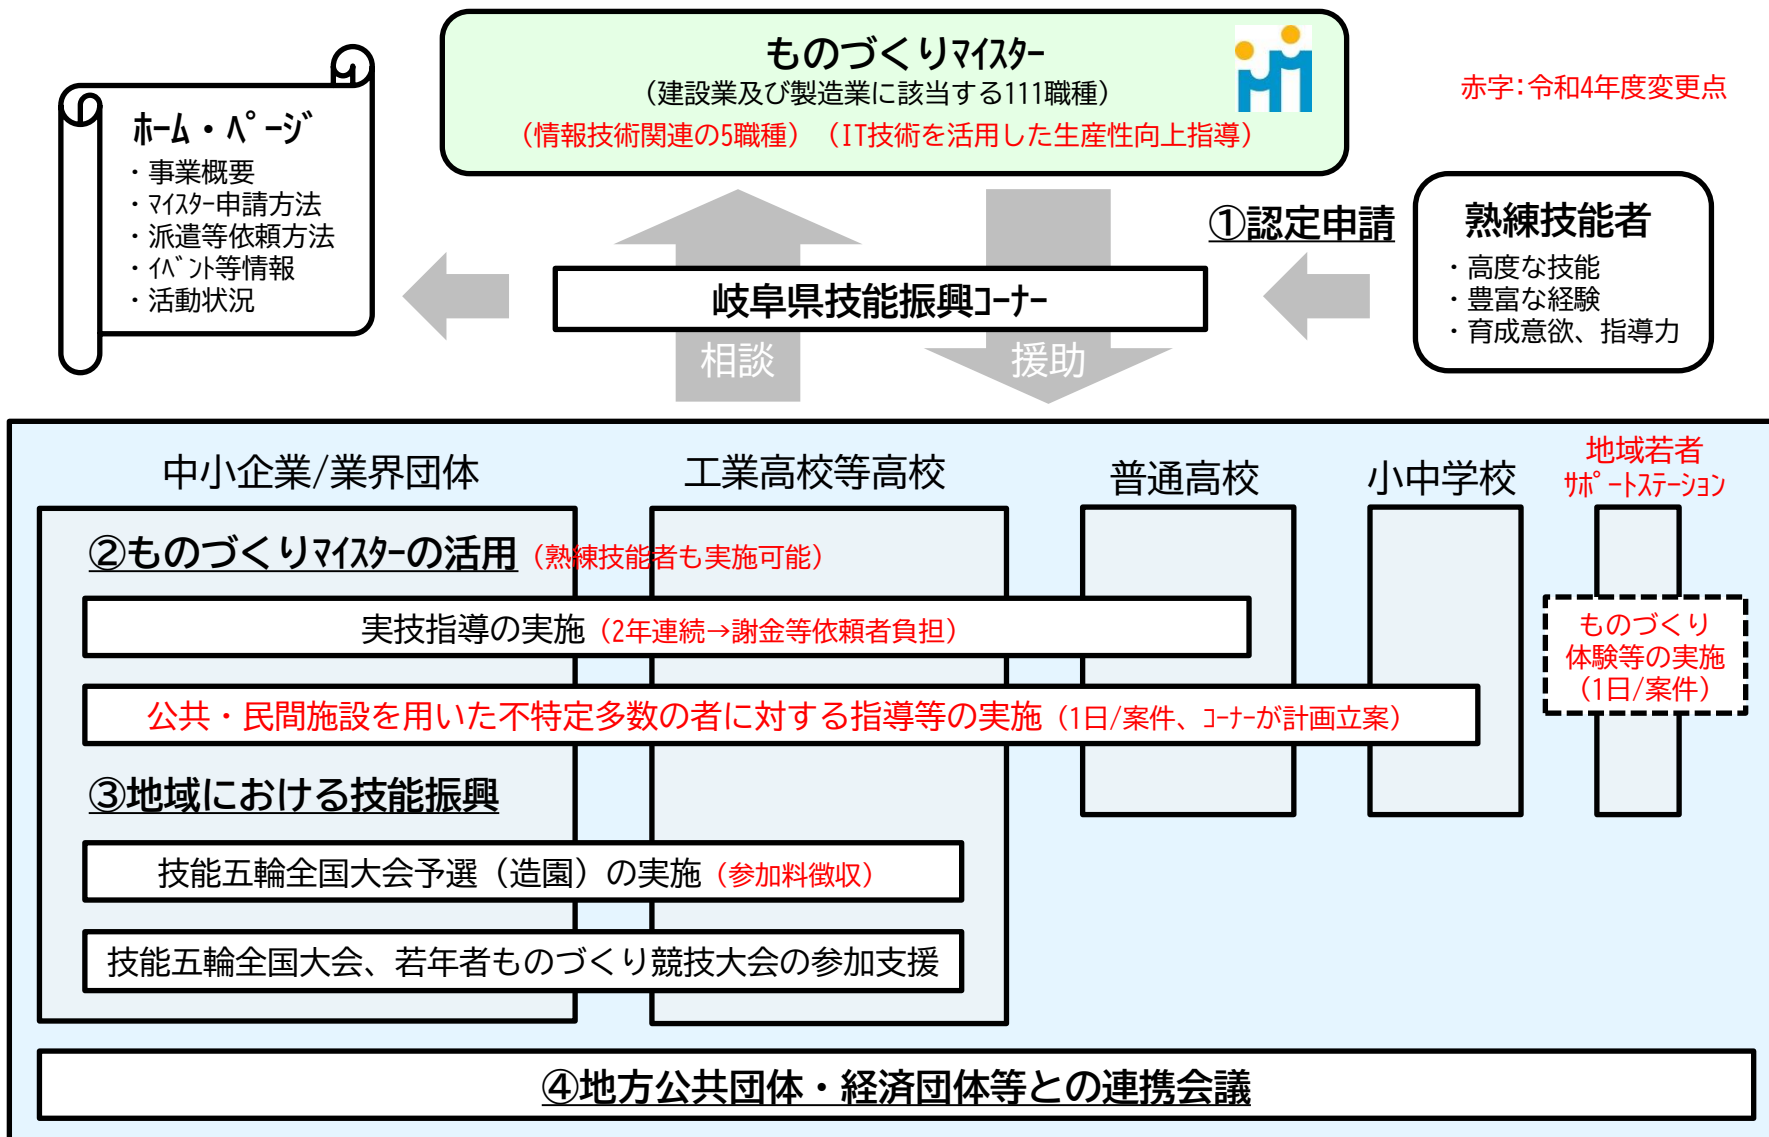 ものづくりﾏｲｽﾀｰ
（建設業及び製造業に該当する111職種）
（情報技術関連の5職種）（IT技術を活用した生産性向上指導）
赤字：令和4年度変更点
ﾎｰﾑ・ﾍﾟｰｼﾞ
・事業概要
・ﾏｲｽﾀｰ申請方法
・派遣等依頼方法
・ｲﾍﾞﾝﾄ等情報
・活動状況
①認定申請
熟練技能者
・高度な技能
・豊富な経験
・育成意欲、指導力
岐阜県技能振興ｺｰﾅｰ
相談
援助
中小企業/業界団体
工業高校等高校
普通高校
小中学校
地域若者
ｻﾎﾟｰﾄｽﾃｰｼｮﾝ
②ものづくりﾏｲｽﾀｰの活用（熟練技能者も実施可能）
実技指導の実施（2年連続→謝金等依頼者負担）
公共・民間施設を用いた不特定多数の者に対する指導等の実施（1日/案件、ｺｰﾅｰが計画立案）
ものづくり
体験等の実施
（1日/案件）
③地域における技能振興
技能五輪全国大会予選（造園）の実施（参加料徴収）
技能五輪全国大会、若年者ものづくり競技大会の参加支援
④地方公共団体・経済団体等との連携会議